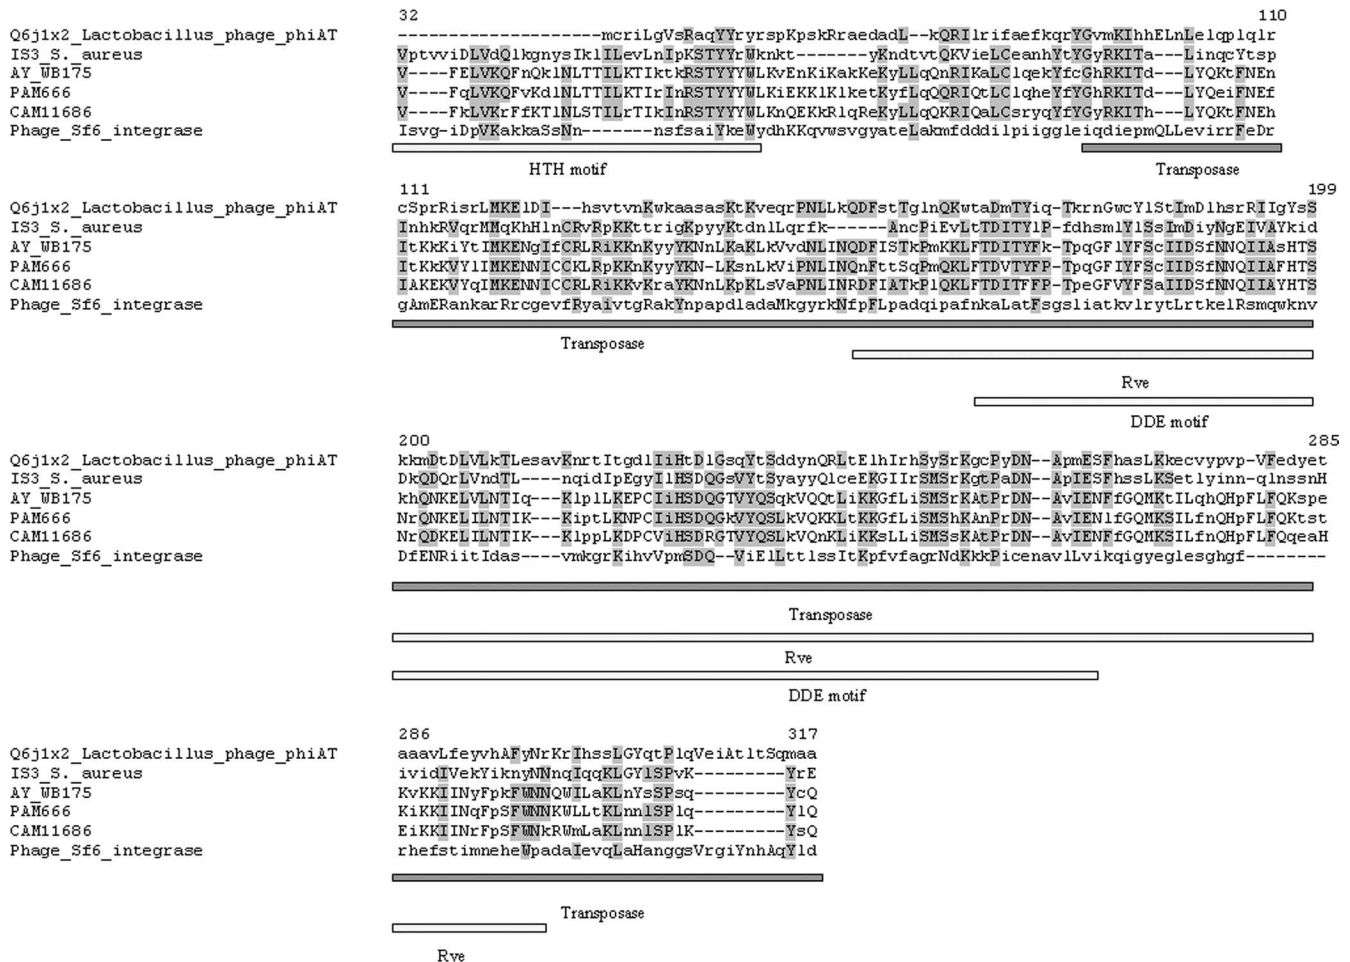 32 110
Q6j1x2_Lactobacillus_phage_phiAT -----------------mcriLgVsRaqYYryrspKpskRraedadL--kQRIlrifaefkqrYGvmKIhhELnLelqplqlr
IS3_S._aureus VptvviDLVdQlkgnysIklILevLnIpKSTYYRWknkt------yKndtvtQKVieLCeanhYtYGyRKITa---LinqcYtsp
AY_WB175 V----FELVKQFnQklNLTTILKTIktkRSTYYYWLKvEnKiKakKeKyLLqQnRIKaLClqekYfcGhRKITd---LYQKtFNEn
PAM666 V----FqLVKQFvKdlNLTTILKTIrInRSTYYYWLKiEKKlKlketKyfLqQRIQtLClqheYfYGYRKITh---LYQeiFNEf
CAM11686 V----FkLVKrFfKTlNLSTILrTIkInRSTYYYWLKnQEKkRlqReKyLLqQKRIQaLCsryqYfYGYRKITh---LYQKtFNEh
Phage_Sf6_integrase Isvg-iDpVKakkaSsNn-------nsfsaiYkeWydhKKqvwsvgyateLakmfdddilpiiggleiqdiepmQLLevirrFeDr
HTH motif Transposase
111 199
Q6j1x2_Lactobacillus_phage_phiAT cSprRisrLMKElDI---hsvtvnKwkaasasKtKveqrPNLLkQDFstTglnQKwtaDmTYiq-TkrnGwcYlStImDlhsrRIIgYsS
IS3_S._aureus InhkRVqrMMqKhHlnCRvRpKKttrigKpyyKtdnLLqrfk------AncPiEvLtTDITYlp-fdhsmlYlSsImDiyNgEIVAYkid
AY_WB175 ItKkKiYtIMKENgIfCRLRiKKnKyyYKNnLKaKLKvvdNLINQDFISTKpMKKLFTDITYFk-TpqGFlYFSciIDSfNNQIIAsHTS
PAM666 ItKkKVYlIMKENNICCKLRpKKnKyyYKN-LKsnLKviPNLINQnFttSqPmQKLFTDVTYFP-TpqGFIYFSciIDSfNNQIIAFHTS
CAM11686 IAKEKVYqIMKENNICCRLRiKKvKraYKNnLKpKLsVaPNLINRDFIATkPlQKLFTDITFFP-TpeGFVYFSaIIDSfNNQIIAYHTS
Phage_Sf6_integrase gAmERankarRrcgevfRyaivtgRakYnpapdladaMkgyrkNfpFLpadqipafnkaLatFsgsliatkvlrytLrtkelRsmqwknv
Transposase
Rve
DDE motif
200 285
Q6j1x2_Lactobacillus_phage_phiAT kkmDtDLVLkTLesavKnrtItgdlIiHtDlGsqYtSddynQRLtElhIrhSySrKgcPyDN--ApmESFhasLKkecvypvp-VFedyet
IS3_S._aureus DkQDQrLVndTL---nqidIpEgyIlHSDQGSVYtSyayyQlceEKGIIrSMSRKgtPaDN--ApIESFhssLKSetlyinn-qlnssnH
AY_WB175 khQNKELVLNTIq---KlplLKEPCIiHSDQGTVYQSqkVQQtLiKKGfLISMSrKAtPrDN--AvIENFfGQMKtILqhQHpFLFQKspe
PAM666 NrQNKELILNTIK---KiptLKNPCIiHSDQGkVYQSLkVQKKLtKKGfLiSMShKAnPrDN--AvIENlfGQMKSILfnQHpFLFQKtst
CAM11686 NrQDKELILNTIK---KlppLKDPCViHSDRGTVYQSLkVQnKLiKKsLLiSMSsKAtPrDN--AvIENFfGQMKSILfnQHpFLFQqeaH
Phage_Sf6_integrase DfENRiitIdas----vmkgrKihvVpmSDQ--ViELLttlssItKpfvfagrNdKkkPicenavlLvikqigyeglesghgf--------
Transposase
Rve
DDE motif
286 317
Q6j1x2_Lactobacillus_phage_phiAT aaavLfeyvhAFyNrKrIhssLGYqtPlqVeiAtltSqmaa
IS3_S._aureus ividIVekYiknyNNnqIqqKLGYlSPvK---------YrE
AY_WB175 KvKKIINyFpkFWNNQWILaKLnYsSPsq---------YcQ
PAM666 KiKKIINqFpSFWNNKWLLtKLnnlSPlq---------YlQ
CAM11686 EiKKIINrFpSFWNkRWmLaKLnnlSPlK---------YsQ
Phage_Sf6_integrase rhefstimneheWpadaIevqLaHanggsVrgiYnhAqYld
Transposase
Rve